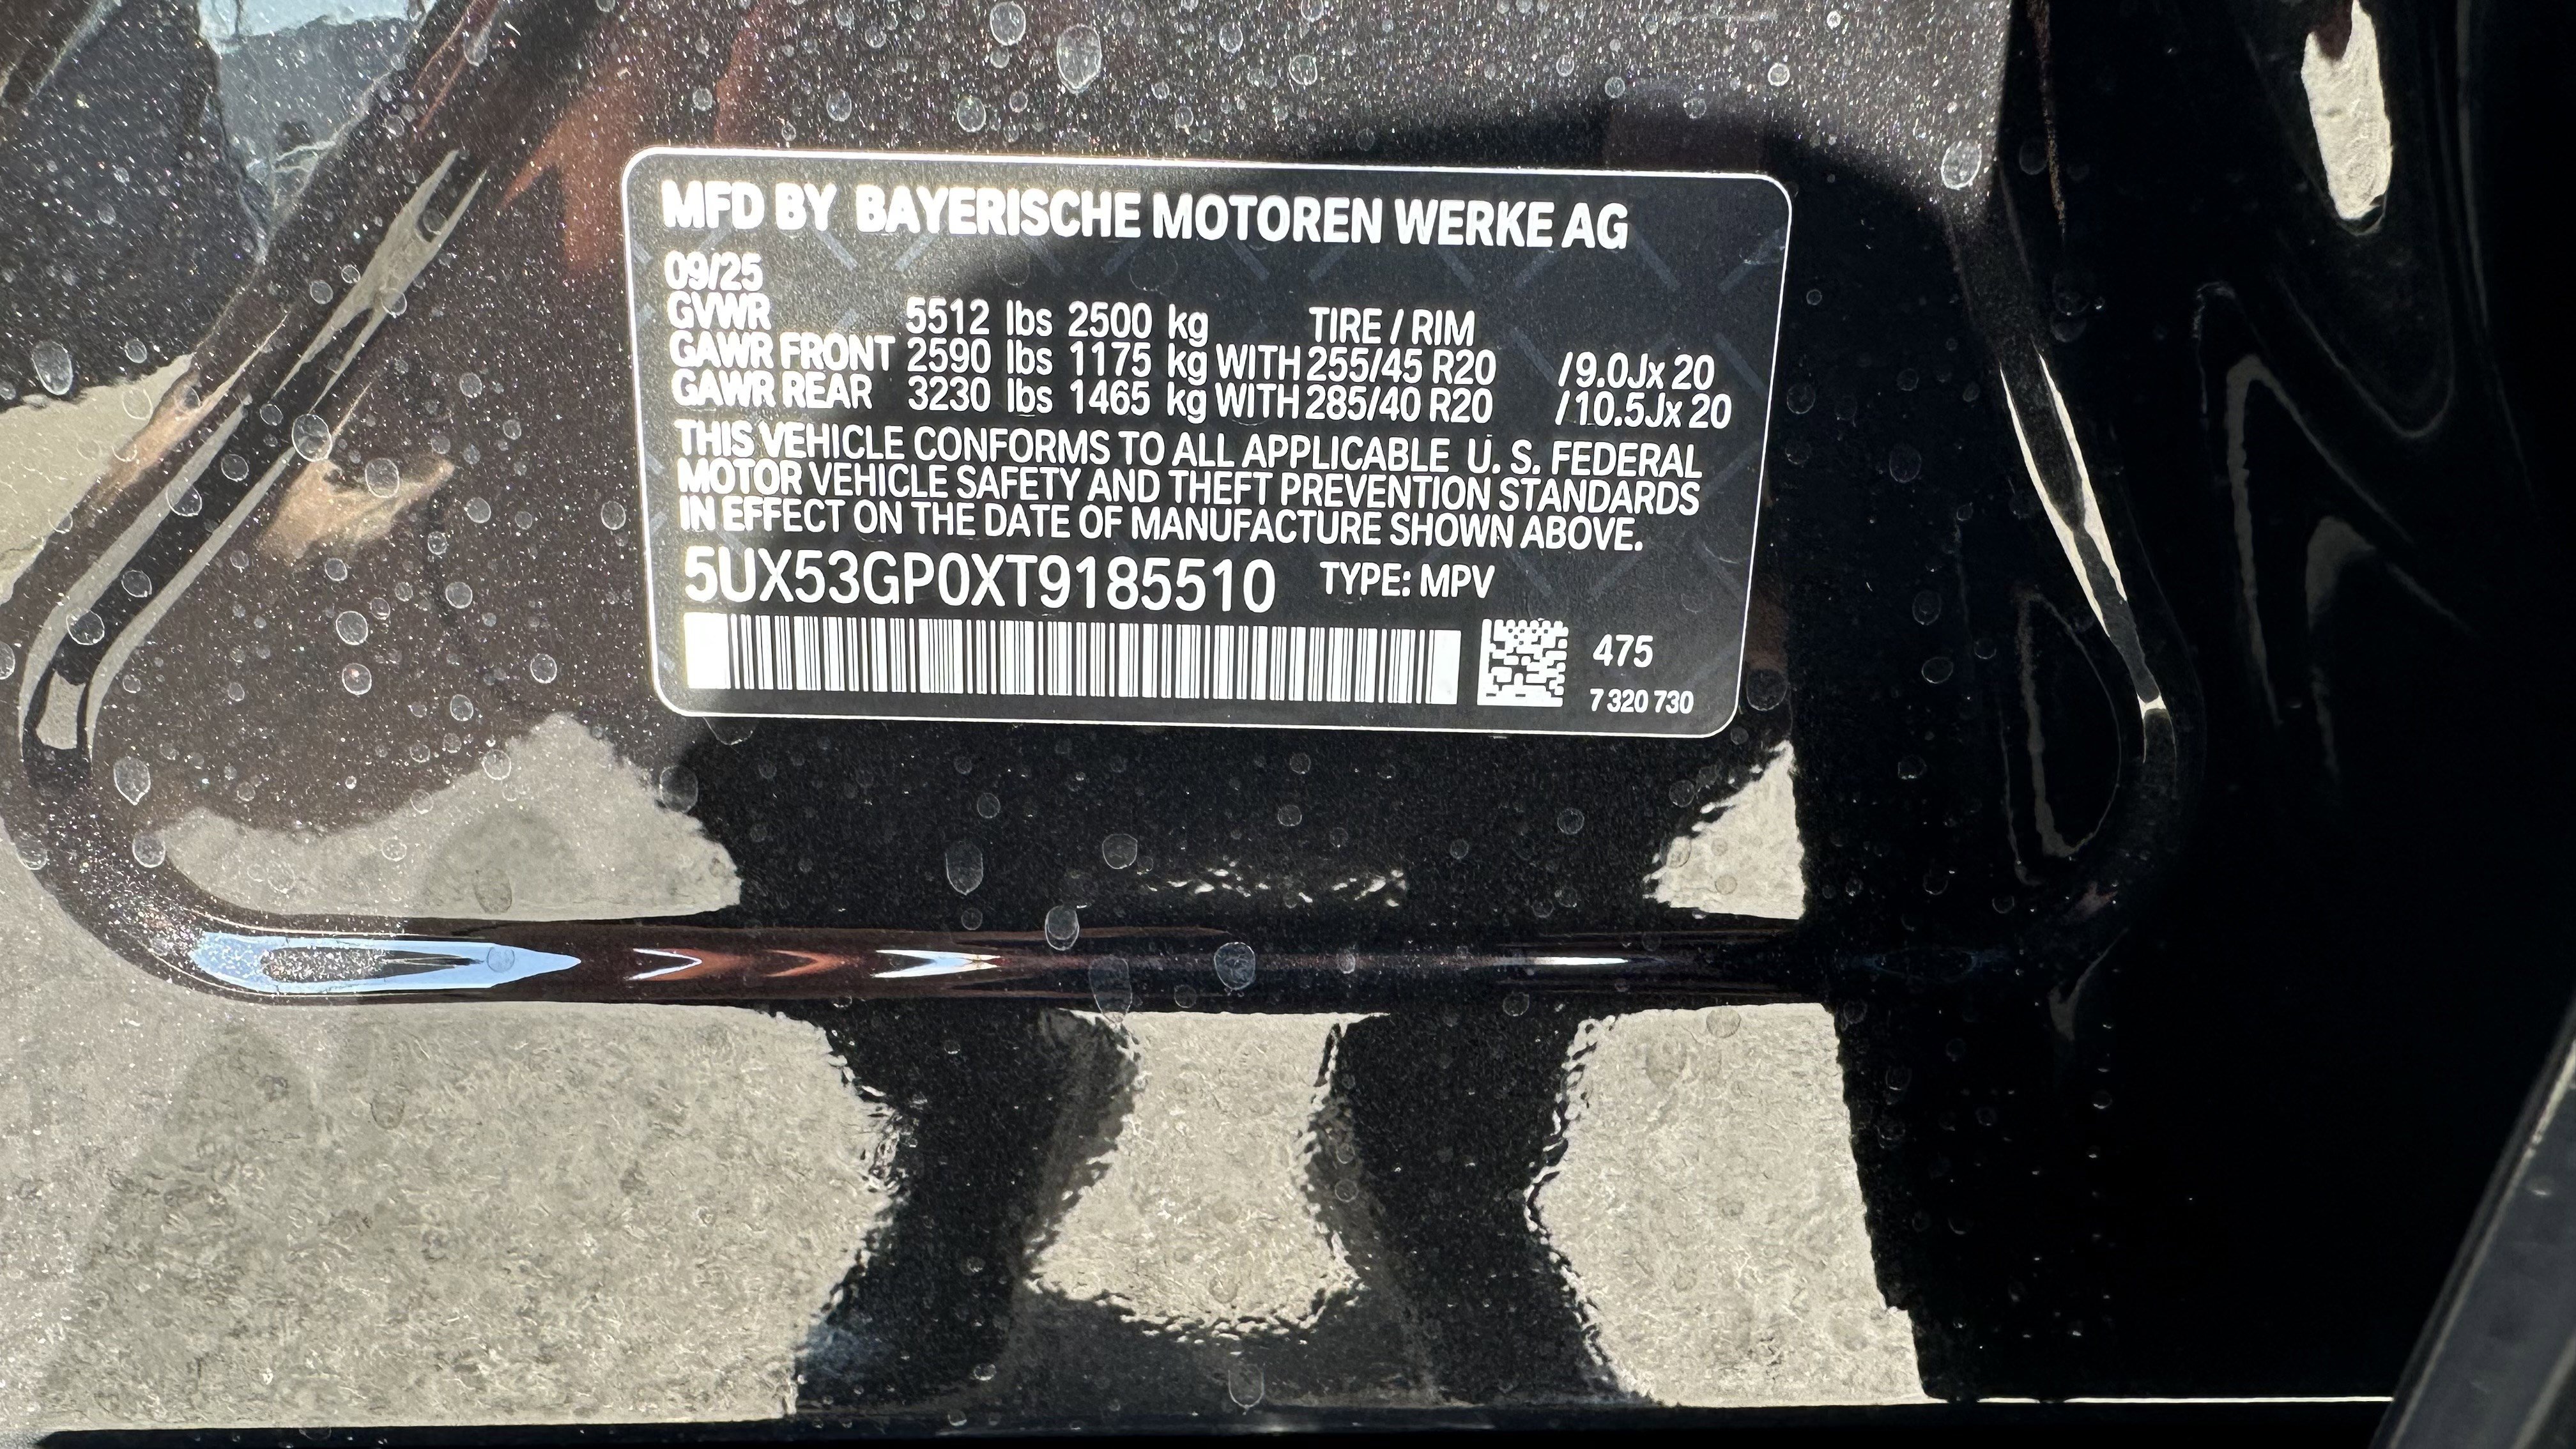 MFD BY BAYERISCHE MOTOREN WERKE AG
09/25
GVWR 5512 lbs 2500 kg TIRE / RIM
GAWR FRONT 2590 lbs 1175 kg WITH 255/45 R20 /9.0Jx 20
GAWR REAR 3230 lbs 1465 kg WITH 285/40 R20 /10.5Jx 20
THIS VEHICLE CONFORMS TO ALL APPLICABLE U. S. FEDERAL
MOTOR VEHICLE SAFETY AND THEFT PREVENTION STANDARDS
IN EFFECT ON THE DATE OF MANUFACTURE SHOWN ABOVE.
5UX53GP0XT9185510 TYPE: MPV
475
7 320 730